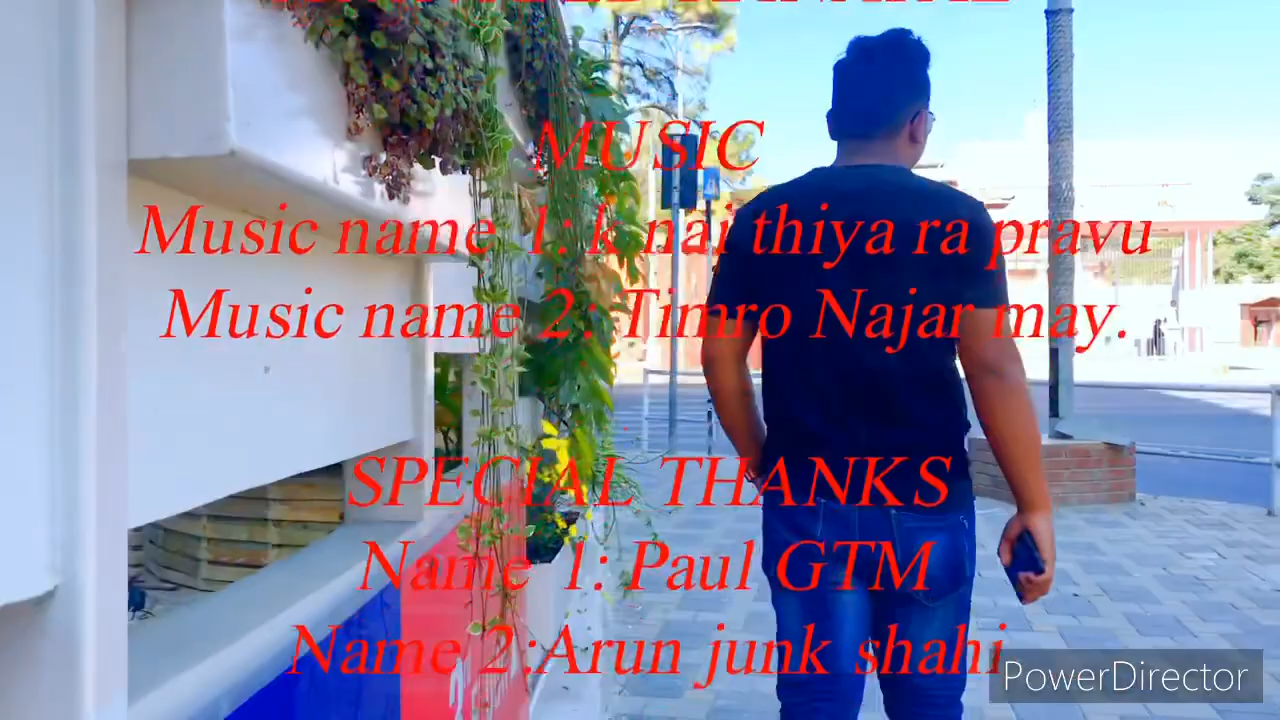 MUSIC
Music name 1: k nai thiya ra pravu
Music name 2: Timro Najar may.
SPECIAL THANKS
Name 1: Paul GTM
Name 2:Arun junk shahi
PowerDirector